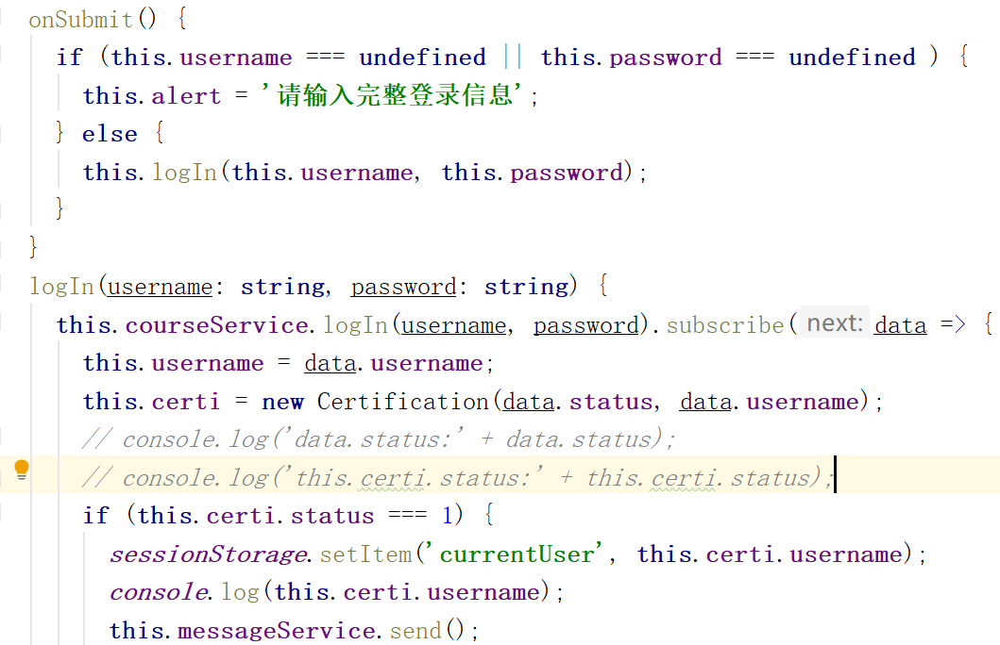 onSubmit() {
if (this.username === undefined || this.password === undefined ) {
this.alert = '请输入完整登录信息';
} else {
this.logIn(this.username, this.password);
}
}
logIn(username: string, password: string) {
this.courseService.logIn(username, password).subscribe( next: data => {
this.username = data.username;
this.certi = new Certification(data.status, data.username);
// console.log('data.status:' + data.status);
// console.log('this.certi.status:' + this.certi.status);
if (this.certi.status === 1) {
sessionStorage.setItem('currentUser', this.certi.username);
console.log(this.certi.username);
this.messageService.send();